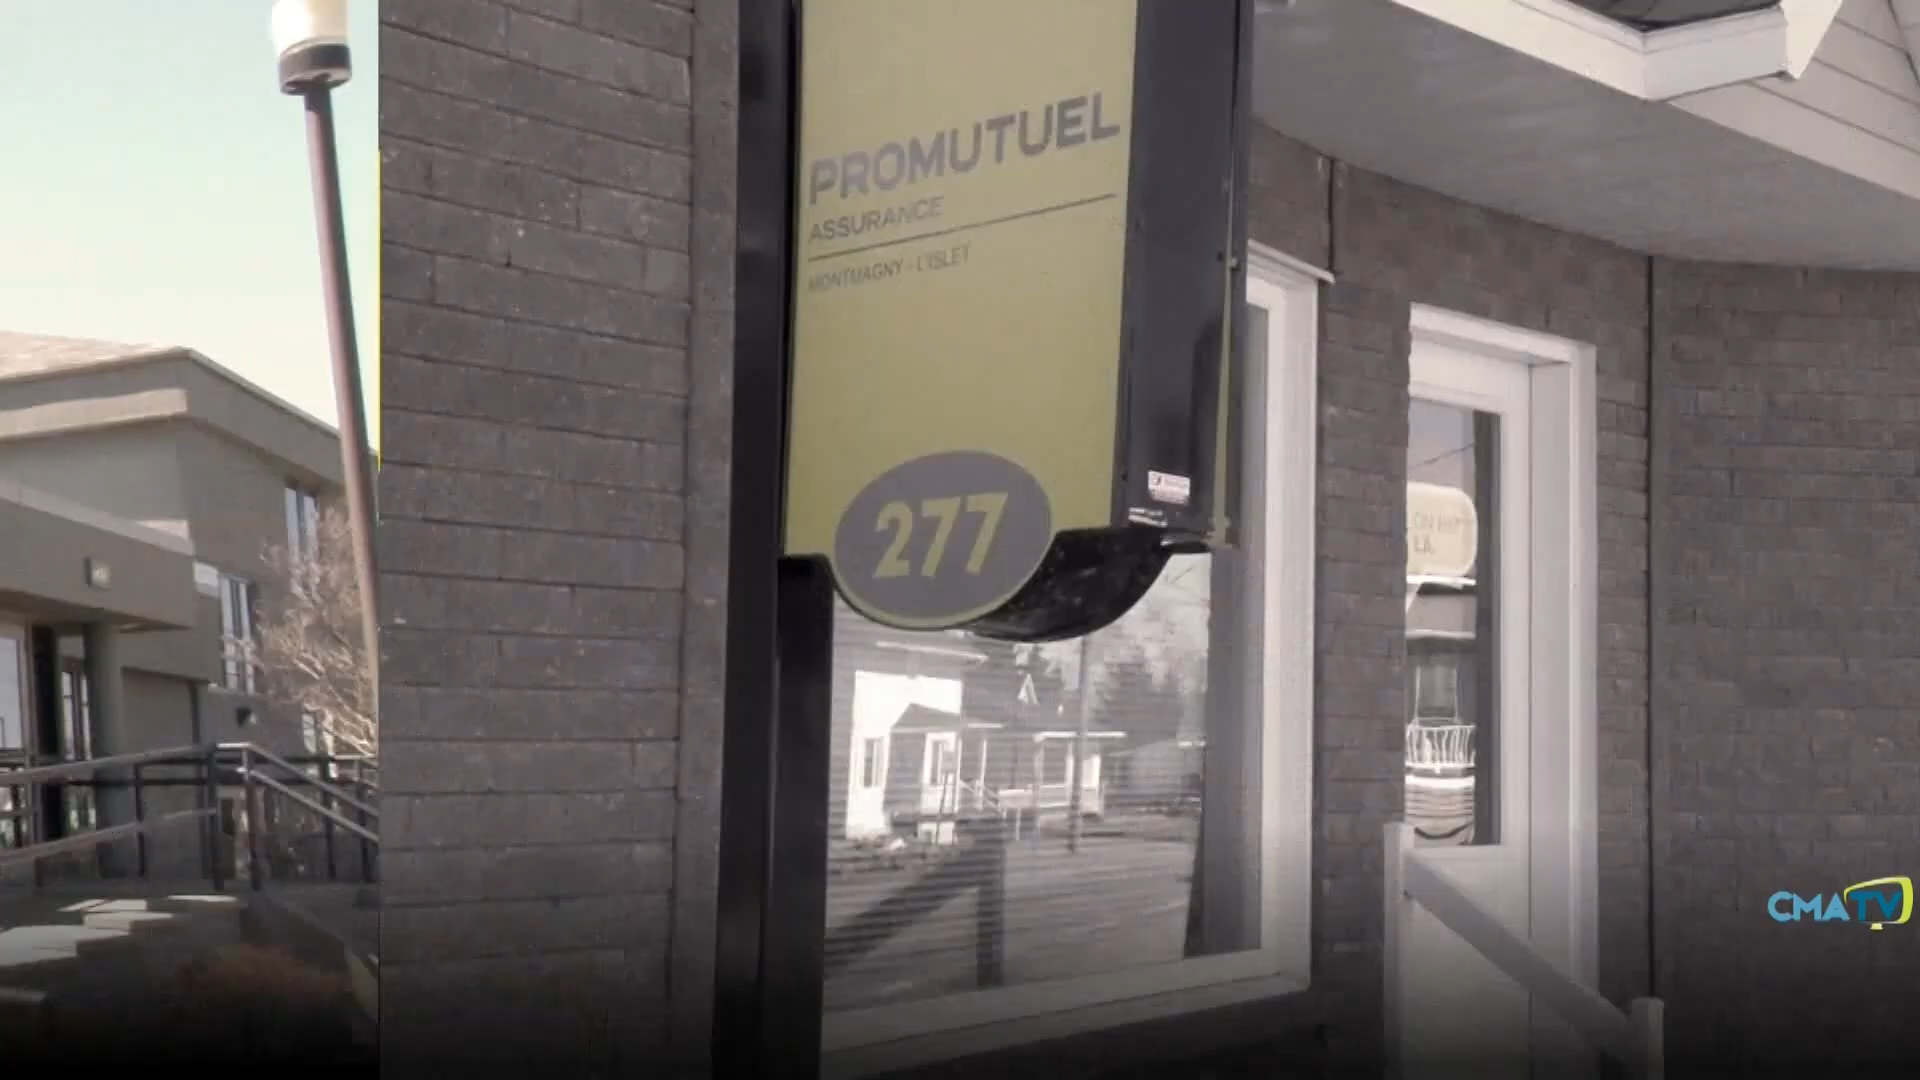 PROMUTUEL
ASSURANCE
MONTMAGNY - L'ISLET
277
CMATV